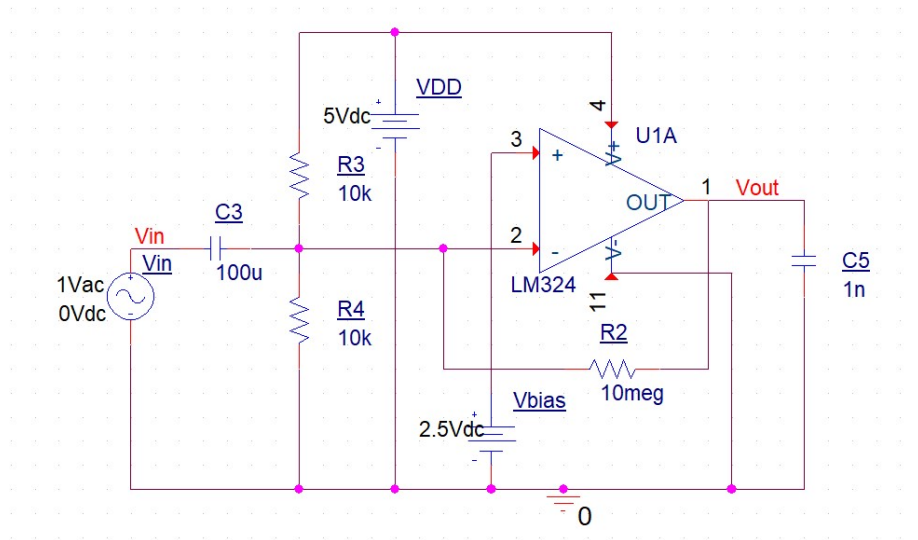 VDD
5Vdc
+
-
4
U1A
3
+
V+
R3
10k
1
Vout
OUT
C3
Vin
2
-
V-
Vin
100u
C5
1n
+
-
1Vac
0Vdc
LM324
11
R4
10k
R2
10meg
Vbias
+
2.5Vdc
-
0